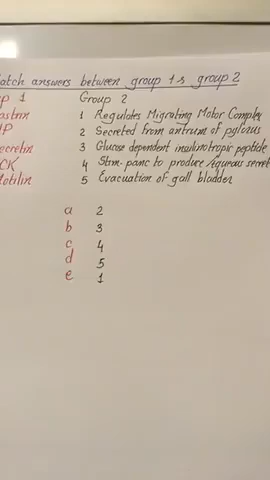 atch answers between group 1 & group 2
p 1 Group 2
astrin 1 Regulates Migrating Motor Complex
IP 2 Secreted from antrum of pylorus
ecretin 3 Glucose dependent insulinotropic peptide
CK 4 Stm. panc to produce Aqueous secret
otilin 5 Evacuation of gall bladder
a 2
b 3
c 4
d 5
e 1